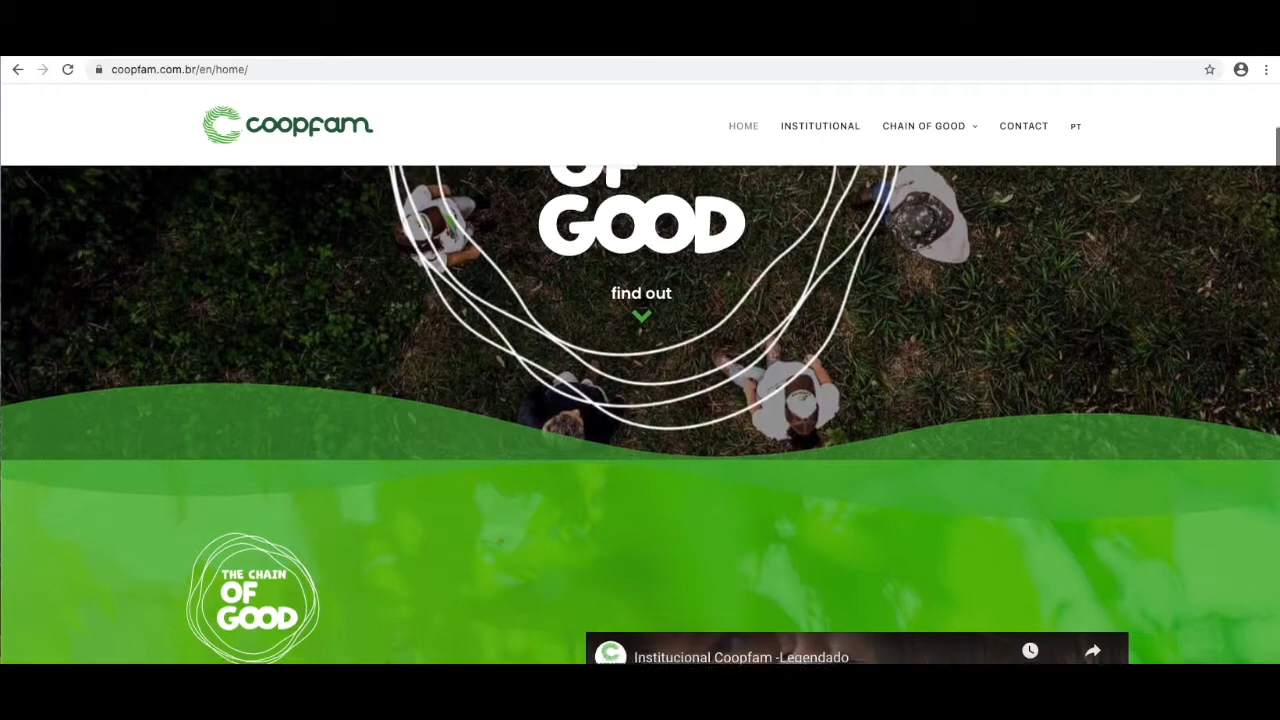 coopfam.com.br/en/home/
coopfam
HOME
INSTITUTIONAL
CHAIN OF GOOD
CONTACT
PT
OF
GOOD
find out
THE CHAIN
OF
GOOD
Institucional Coopfam -Legendado